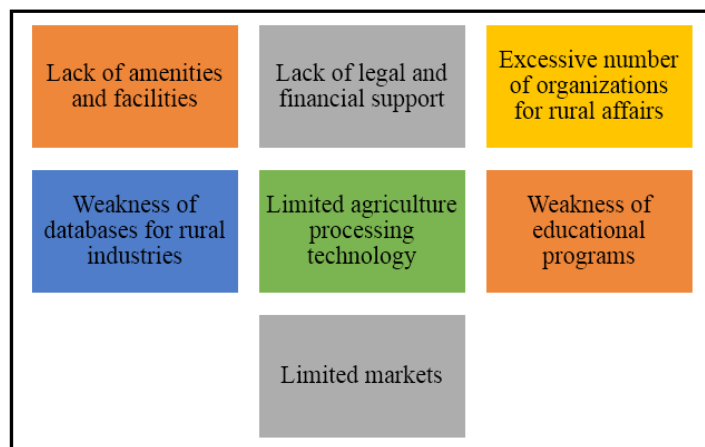 Lack of amenities
and facilities
Lack of legal and
financial support
Excessive number
of organizations
for rural affairs
Weakness of
databases for rural
industries
Limited agriculture
processing
technology
Weakness of
educational
programs
Limited markets